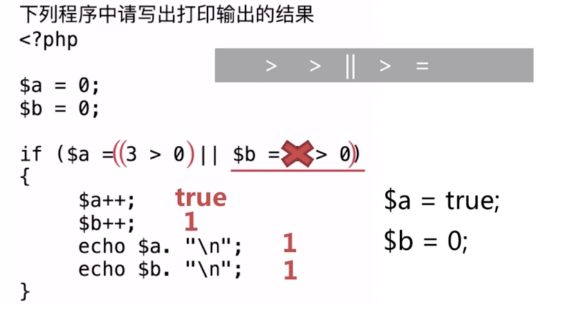 下列程序中请写出打印输出的结果
<?php
> > || > =
$a = 0;
$b = 0;
if ($a =((3 > 0)|| $b = > 0)
{
$a++; true
$b++; 1
echo $a. "\n"; 1
echo $b. "\n"; 1
}
$a = true;
$b = 0;